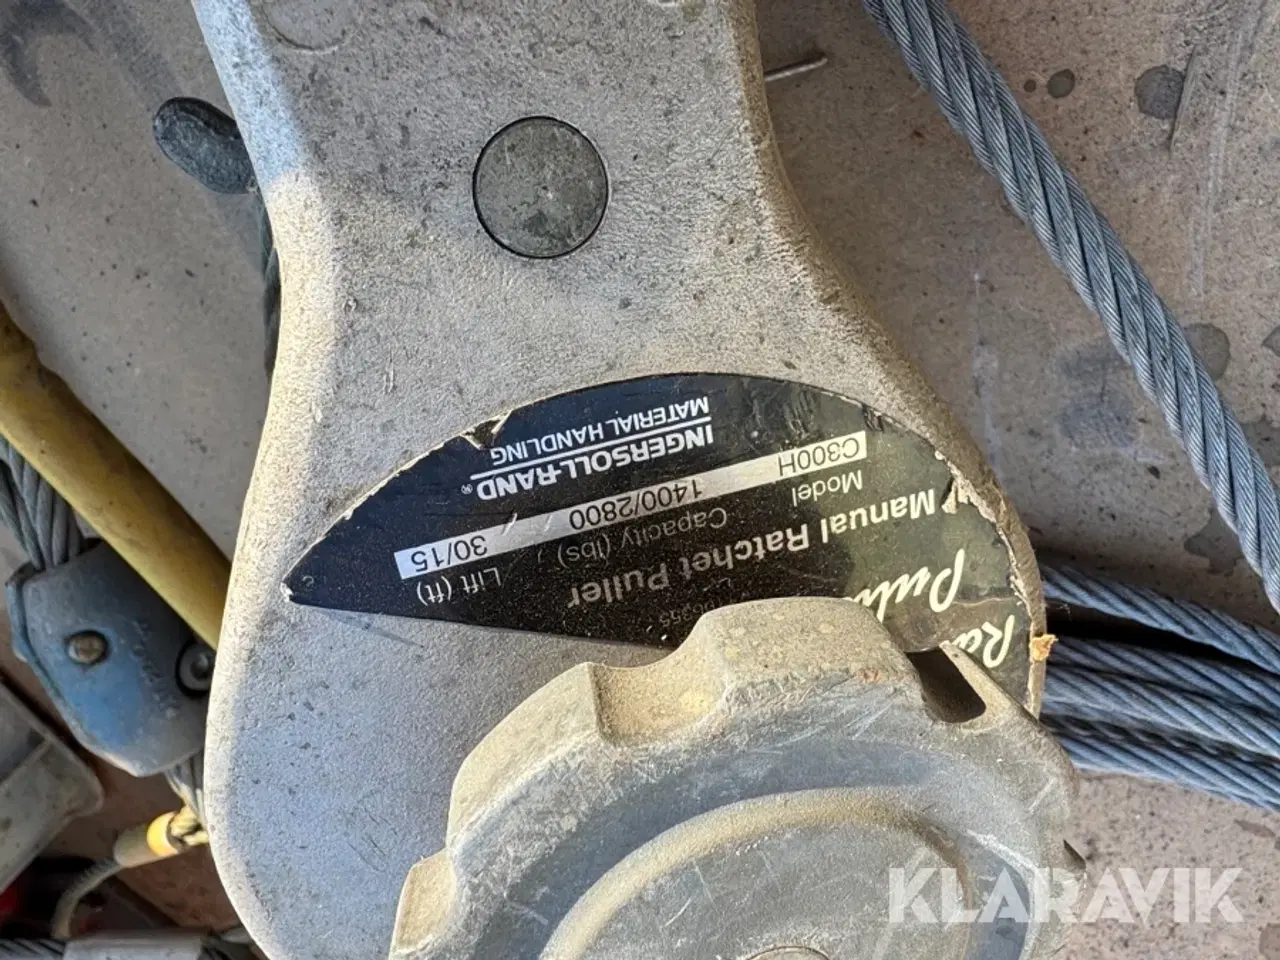 Manual Ratchet Puller
Model Capacity (lbs) Lift (ft)
C300H 1400/2800 30/15
INGERSOLL-RAND®
MATERIAL HANDLING
KLARAVIK